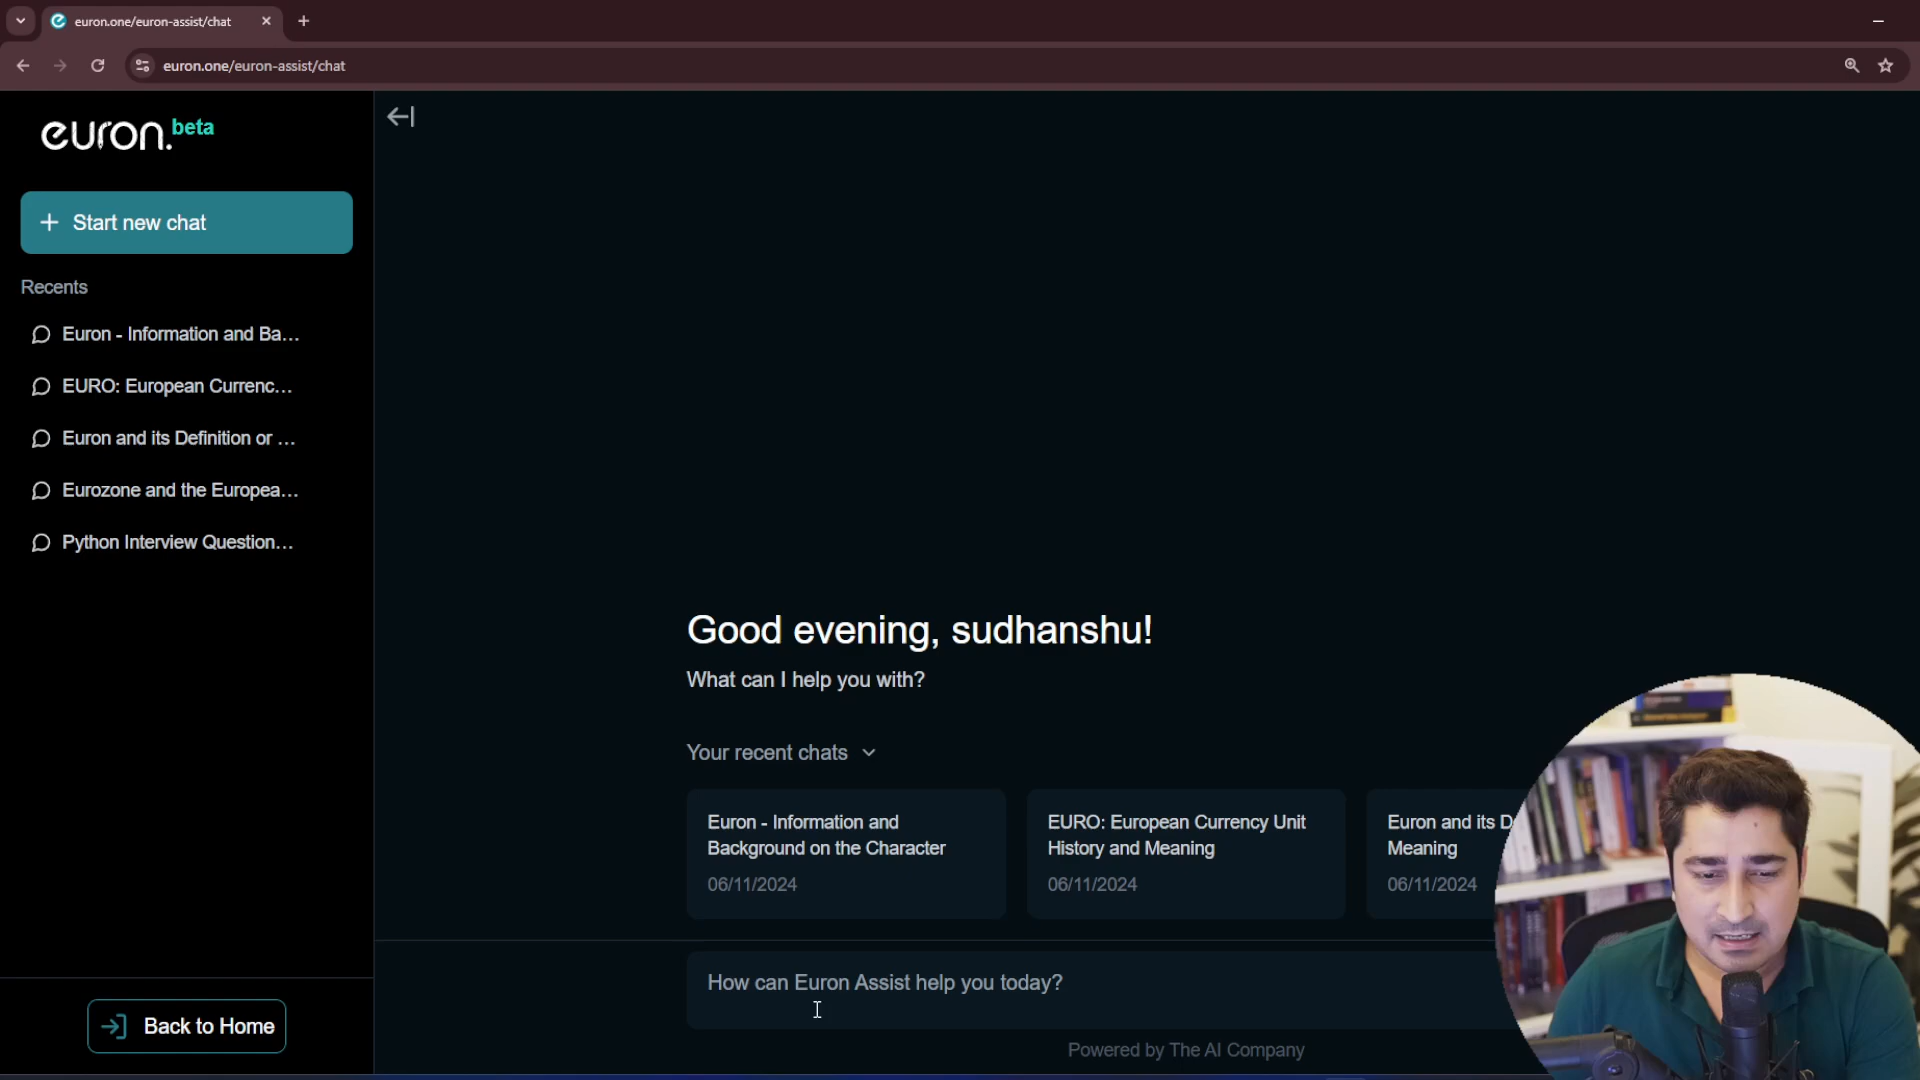 euron.one/euron-assist/chat
euron.one/euron-assist/chat
euron.beta
Start new chat
Recents
Euron - Information and Ba...
EURO: European Currenc...
Euron and its Definition or ...
Eurozone and the Europea...
Python Interview Question...
Back to Home
Good evening, sudhanshu!
What can I help you with?
Your recent chats
Euron - Information and
Background on the Character
06/11/2024
EURO: European Currency Unit
History and Meaning
06/11/2024
Euron and its
Meaning
06/11/2024
How can Euron Assist help you today?
Powered by The AI Company